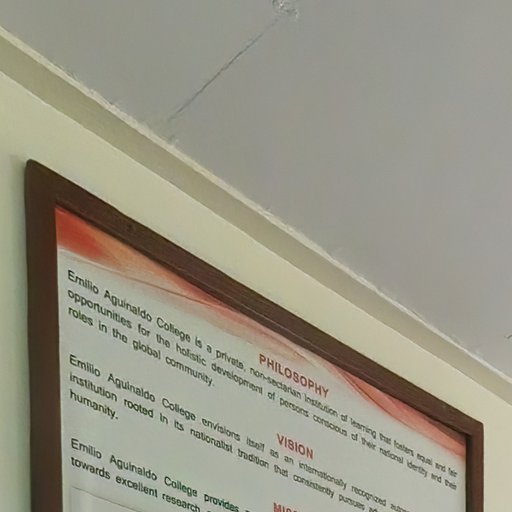 PHILOSOPHY
Emilio Aguinaldo College is a private, non-sectarian institution of learning that fosters equal and fair
opportunities for the holistic development of persons conscious of their national identity and their
roles in the global community.
VISION
Emilio Aguinaldo College envisions itself as an internationally recognized
institution rooted in its nationalist tradition that consistently pursues
humanity.
Emilio Aguinaldo College provides
towards excellent research